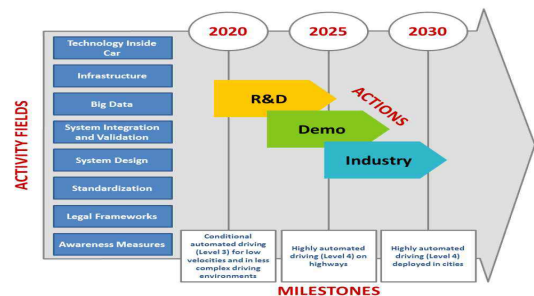 2020
2025
2030
ACTIVITY FIELDS
Technology Inside
Car
Infrastructure
Big Data
System Integration
and Validation
System Design
Standardization
Legal Frameworks
Awareness Measures
R&D
ACTIONS
Demo
Industry
Conditional
automated driving
(Level 3) for low
velocities and in less
complex driving
environments
Highly automated
driving (Level 4) on
highways
Highly automated
driving (Level 4)
deployed in cities
MILESTONES